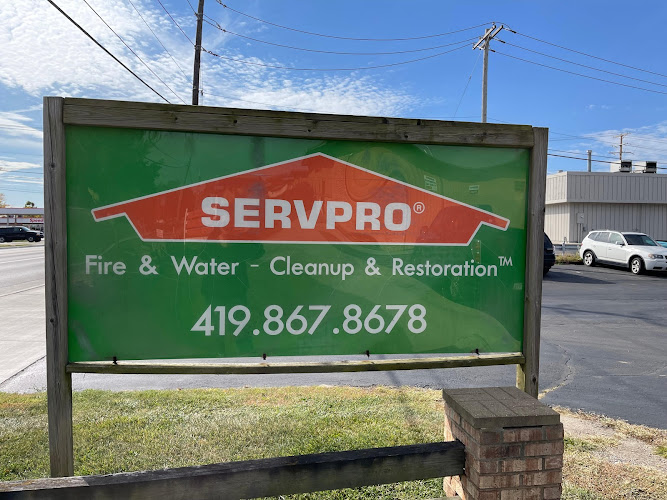 SERVPRO®
Fire & Water - Cleanup & Restoration™
419.867.8678